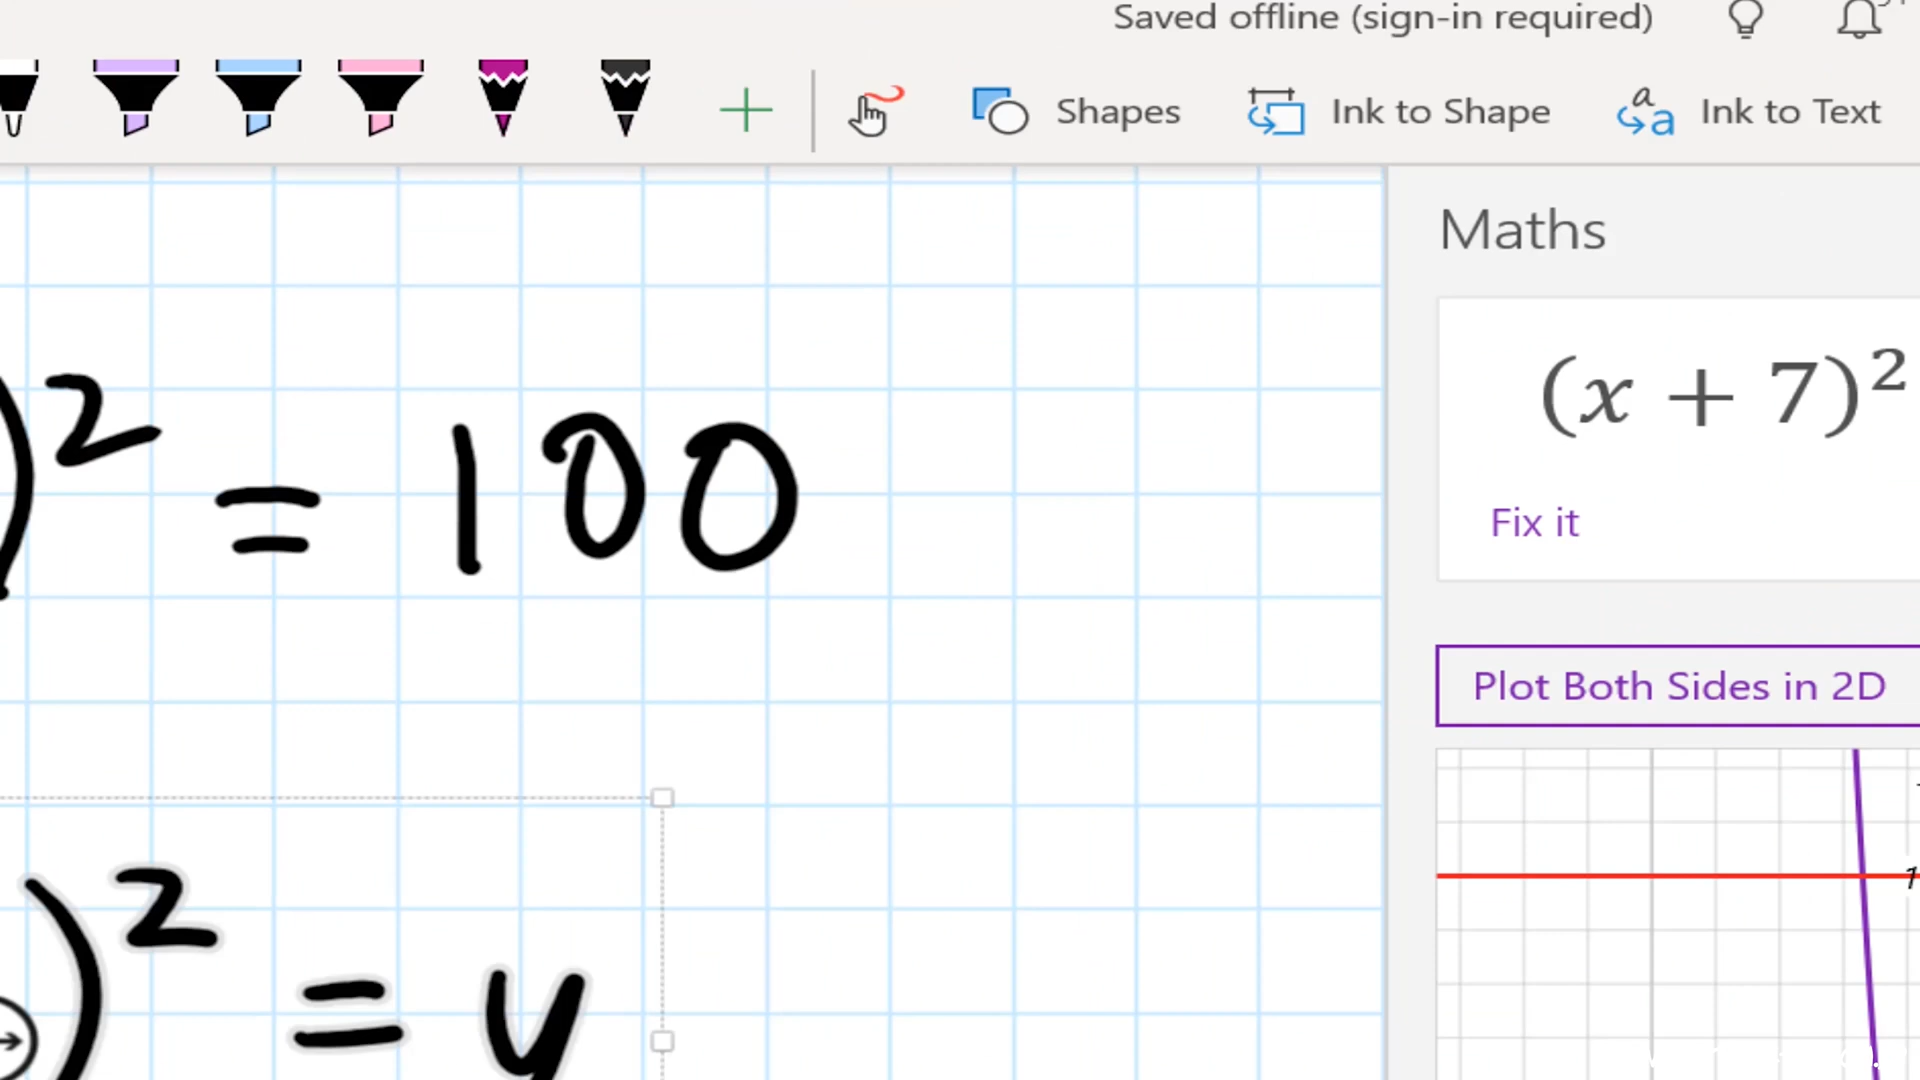 Saved offline (sign-in required)
Shapes
Ink to Shape
Ink to Text
)² = 100
)² = y
Maths
(x + 7)²
Fix it
Plot Both Sides in 2D